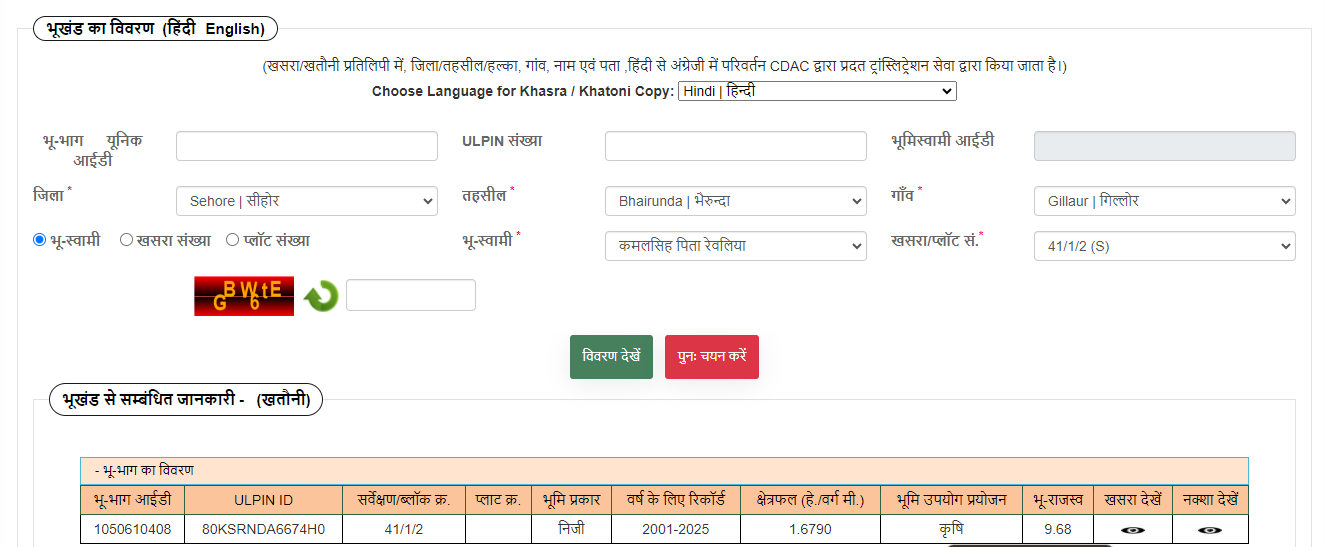 भूखंड का विवरण (हिंदी English)
(खसरा/खतौनी प्रतिलिपी में, जिला/तहसील/हल्का, गांव, नाम एवं पता ,हिंदी से अंग्रेजी में परिवर्तन CDAC द्वारा प्रदत ट्रांस्लिट्रेशन सेवा द्वारा किया जाता है।)
Choose Language for Khasra / Khatoni Copy: Hindi | हिन्दी
भू-भाग यूनिक आईडी ULPIN संख्या भूमिस्वामी आईडी
जिला * Sehore | सीहोर तहसील * Bhairunda | भैरुन्दा गाँव * Gillaur | गिल्लोर
भू-स्वामी खसरा संख्या प्लॉट संख्या भू-स्वामी * कमलसिह पिता रेवलिया खसरा/प्लॉट सं.* 41/1/2 (S)
G B W 6 t E
विवरण देखें पुनः चयन करें
भूखंड से सम्बंधित जानकारी - (खतौनी)
- भू-भाग का विवरण
भू-भाग आईडी ULPIN ID सर्वेक्षण/ब्लॉक क्र. प्लाट क्र. भूमि प्रकार वर्ष के लिए रिकॉर्ड क्षेत्रफल (हे./वर्ग मी.) भूमि उपयोग प्रयोजन भू-राजस्व खसरा देखें नक्शा देखें
1050610408 80KSRNDA6674H0 41/1/2 निजी 2001-2025 1.6790 कृषि 9.68